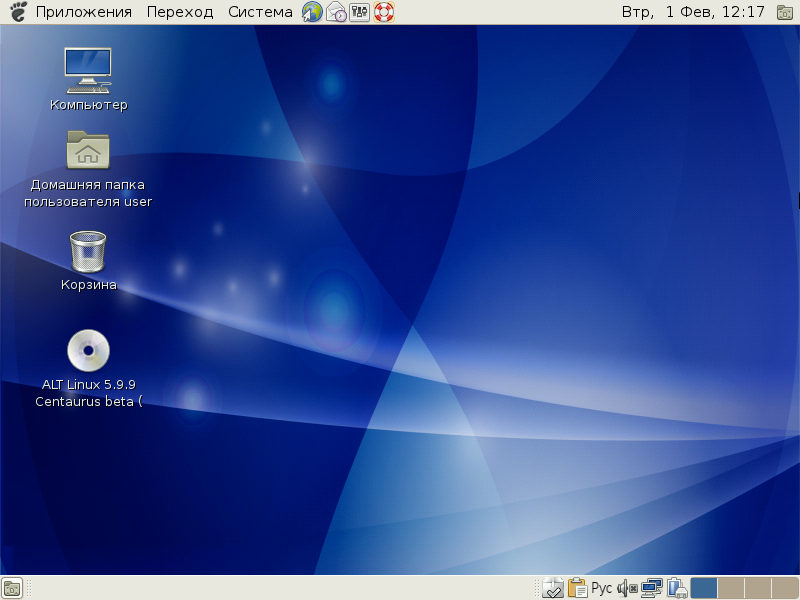 Приложения Переход Система Втр, 1 Фев, 12:17
Компьютер
Домашняя папка
пользователя user
Корзина
ALT Linux 5.9.9
Centaurus beta (
Рус